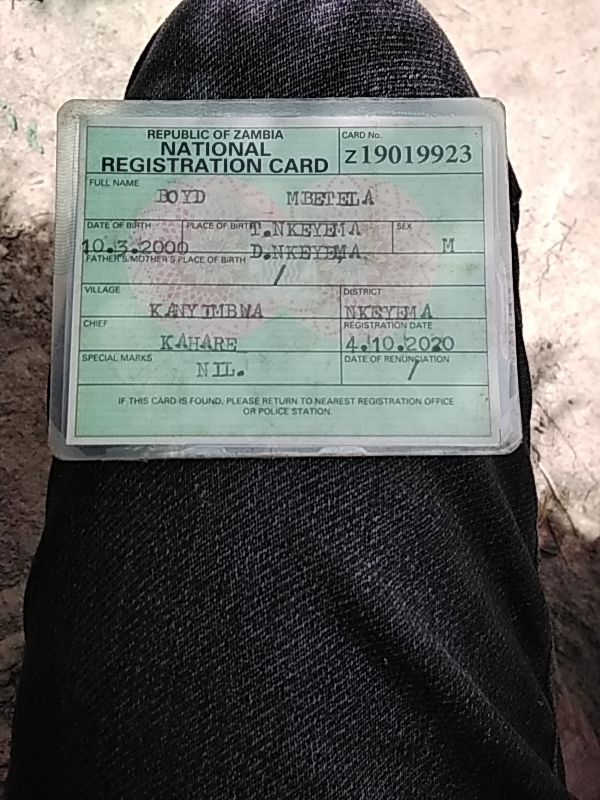 REPUBLIC OF ZAMBIA
NATIONAL
REGISTRATION CARD
CARD No.
Z19019923
FULL NAME
BOYD MBETELA
DATE OF BIRTH
PLACE OF BIRTH
T.NKEYEMA
SEX
10.3.2000
D.NKEYEMA
M
FATHER'S/MOTHER'S PLACE OF BIRTH
/
VILLAGE
DISTRICT
KANYIMBWA
NKEYEMA
CHIEF
REGISTRATION DATE
KAHARE
4.10.2020
SPECIAL MARKS
DATE OF RENUNCIATION
NIL.
/
IF THIS CARD IS FOUND, PLEASE RETURN TO NEAREST REGISTRATION OFFICE
OR POLICE STATION.